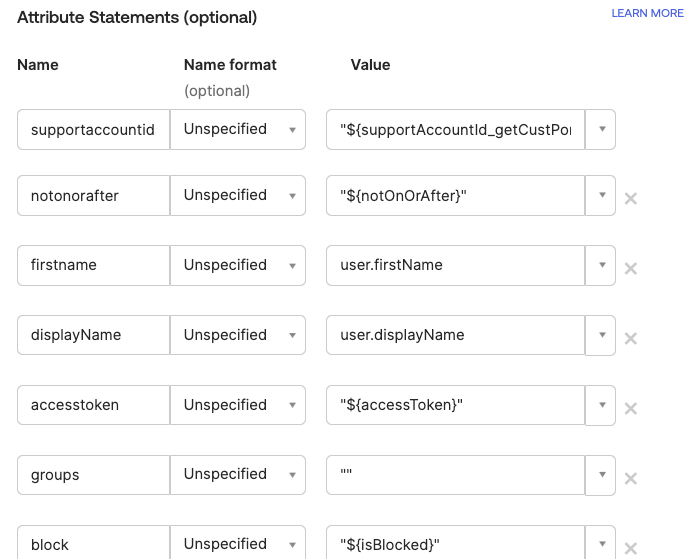 Attribute Statements (optional)
LEARN MORE
Name
Name format
(optional)
Value
supportaccountid
Unspecified
"${supportAccountId_getCustPor
notonorafter
Unspecified
"${notOnOrAfter}"
firstname
Unspecified
user.firstName
displayName
Unspecified
user.displayName
accesstoken
Unspecified
"${accessToken}"
groups
Unspecified
""
block
Unspecified
"${isBlocked}"